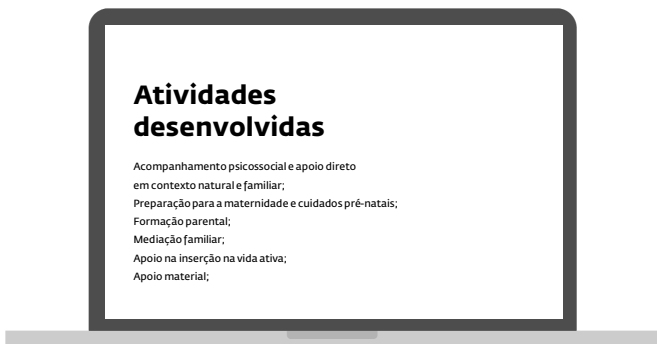 Atividades
desenvolvidas
Acompanhamento psicossocial e apoio direto
em contexto natural e familiar;
Preparação para a maternidade e cuidados pré-natais;
Formação parental;
Mediação familiar;
Apoio na inserção na vida ativa;
Apoio material;